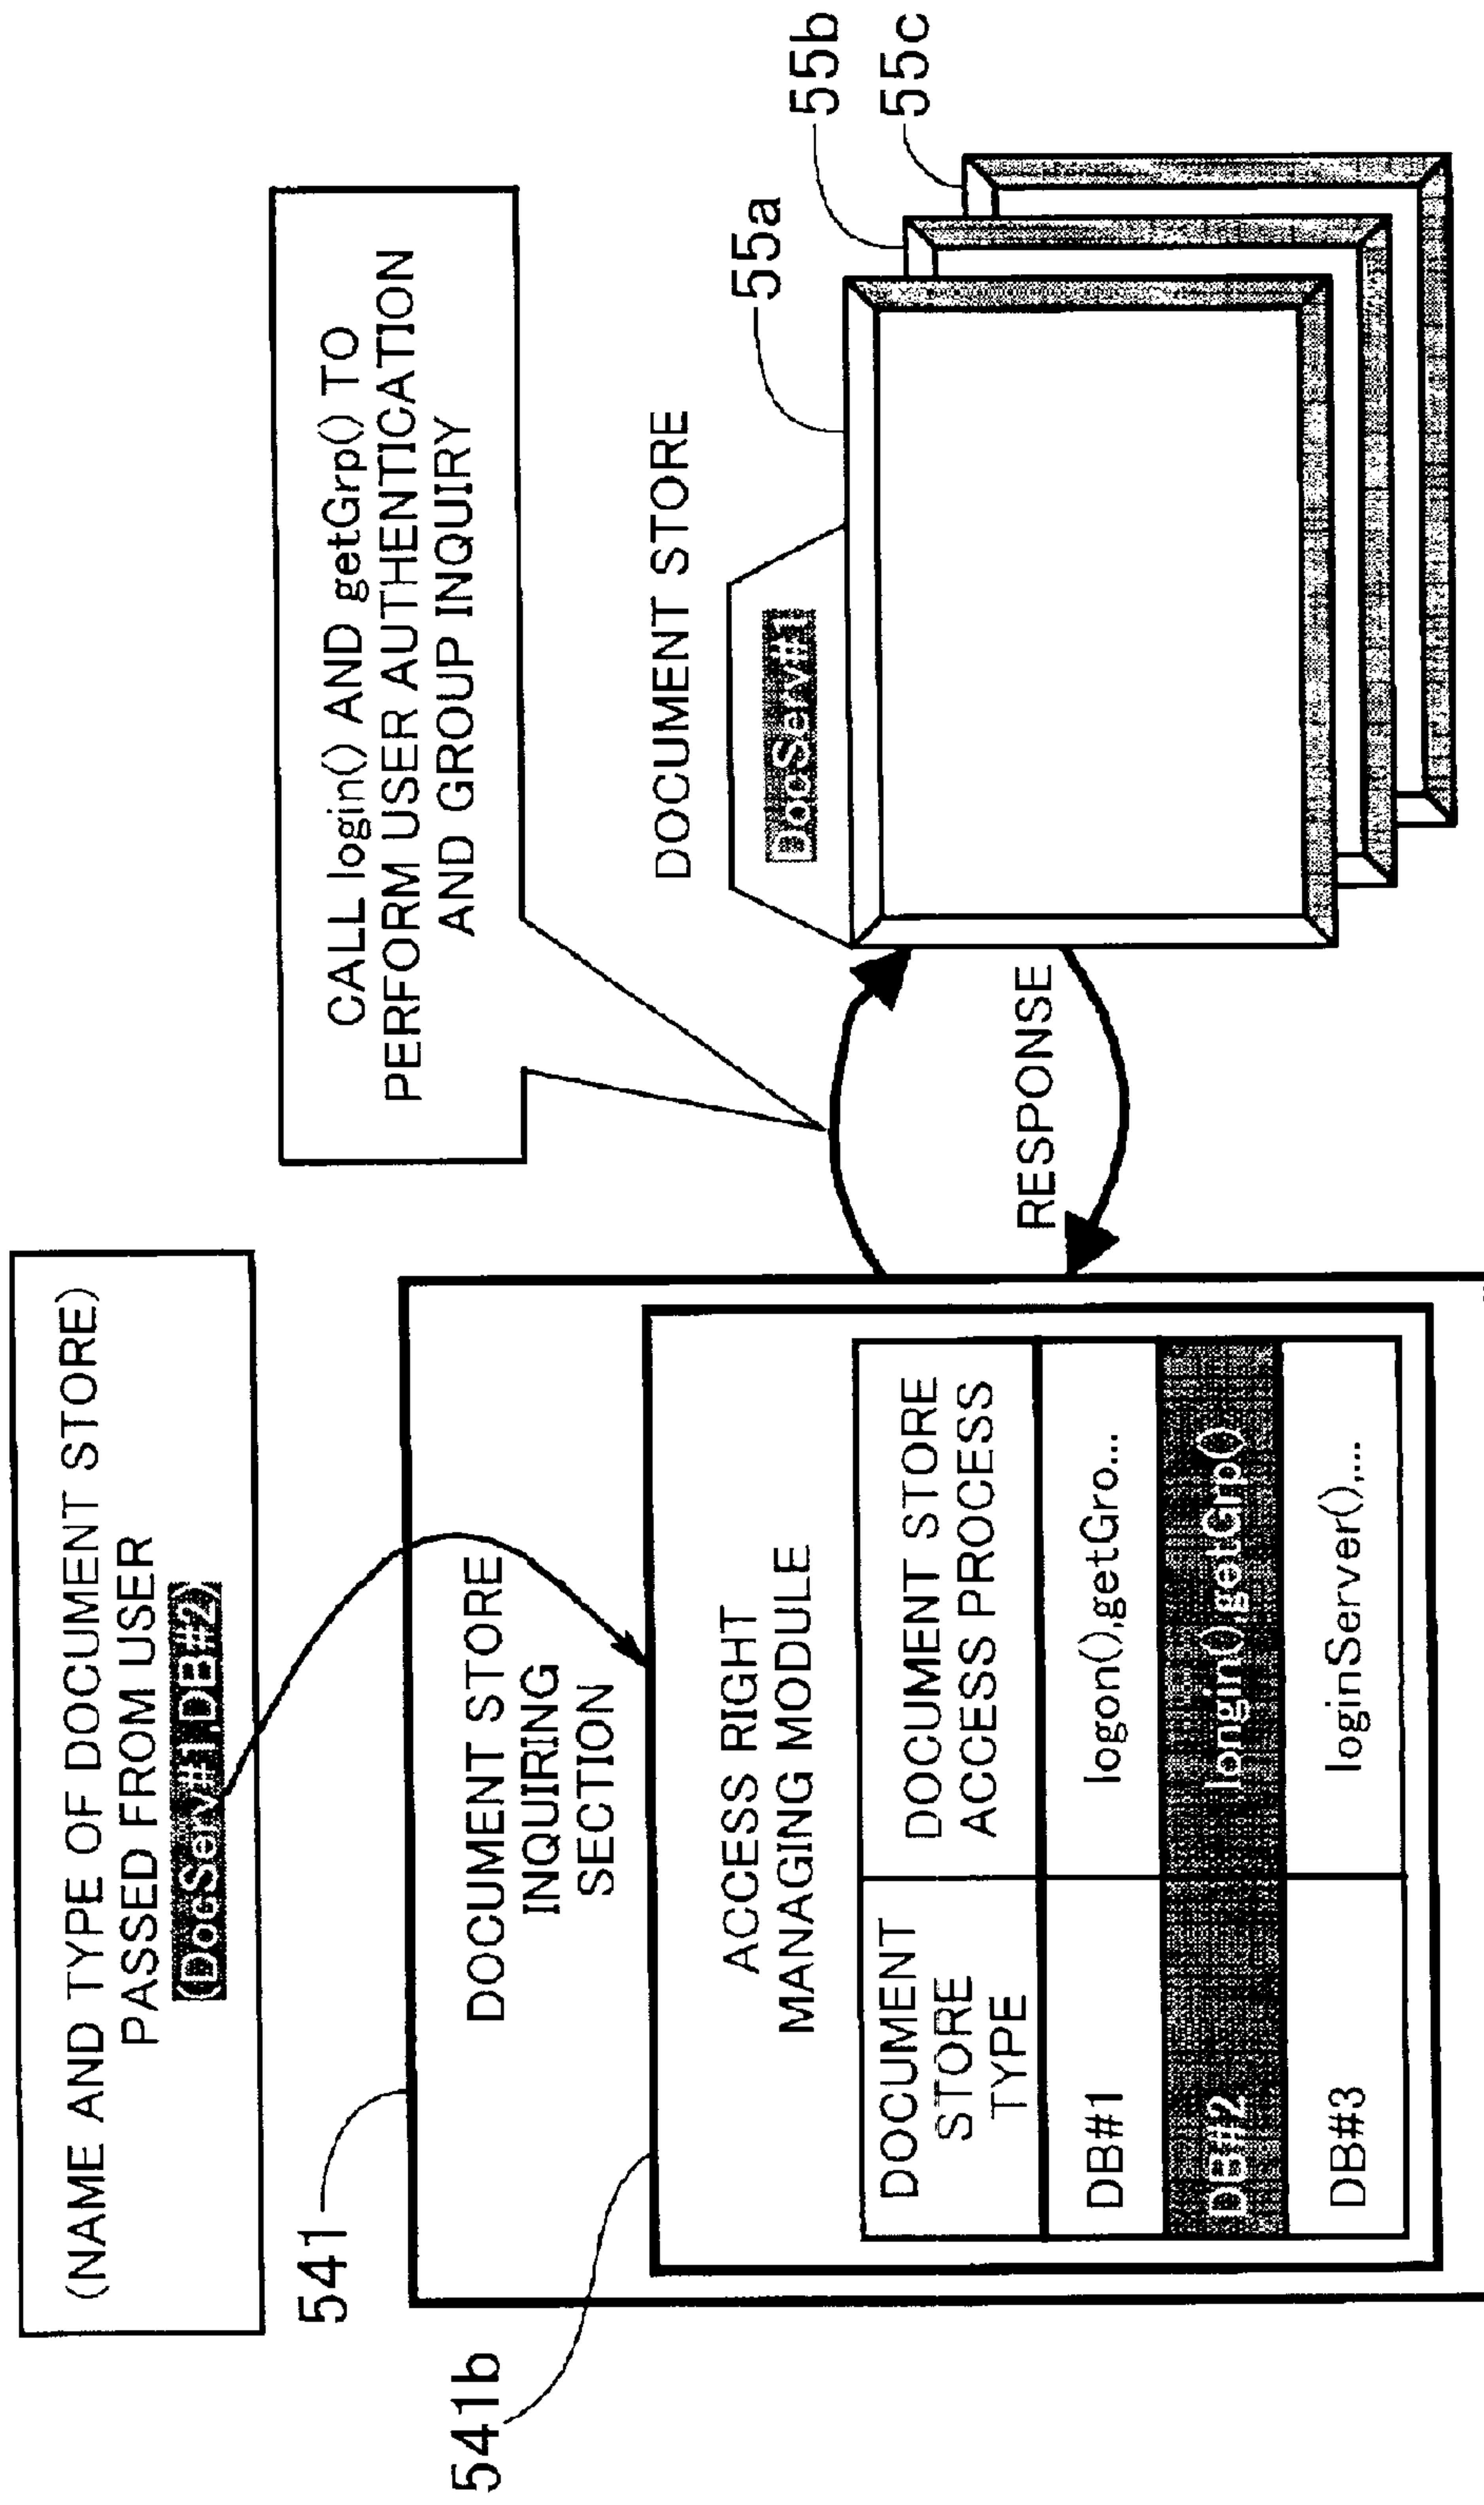 (NAME AND TYPE OF DOCUMENT STORE)
PASSED FROM USER
(DocServ#1,DB#2)
541
541b
DOCUMENT STORE
INQUIRING
SECTION
ACCESS RIGHT
MANAGING MODULE
DOCUMENT
STORE
TYPE
DOCUMENT STORE
ACCESS PROCESS
DB#1
logon(),getGro...
DB#2
longin(),getGrp()
DB#3
loginServer(),...
CALL login() AND getGrp() TO
PERFORM USER AUTHENTICATION
AND GROUP INQUIRY
RESPONSE
DOCUMENT STORE
DocServ#1
55a
55b
55c